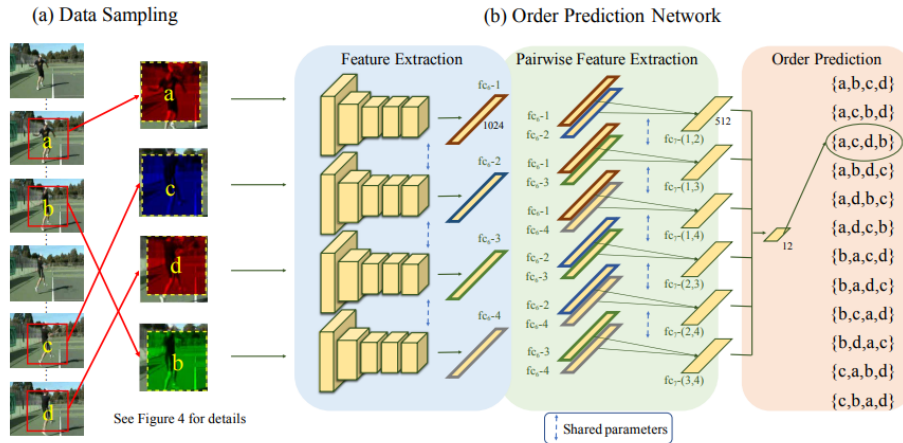 (a) Data Sampling
(b) Order Prediction Network
Feature Extraction
Pairwise Feature Extraction
Order Prediction
a
b
c
d
a
c
d
b
See Figure 4 for details
fc₆-1
1024
fc₆-2
fc₆-3
fc₆-4
fc₆-1
fc₆-2
fc₆-1
fc₆-3
fc₆-1
fc₆-4
fc₆-2
fc₆-3
fc₆-2
fc₆-4
fc₆-3
fc₆-4
512
fc₇-(1,2)
fc₇-(1,3)
fc₇-(1,4)
fc₇-(2,3)
fc₇-(2,4)
fc₇-(3,4)
12
{a,b,c,d}
{a,c,b,d}
{a,c,d,b}
{a,b,d,c}
{a,d,b,c}
{a,d,c,b}
{b,a,c,d}
{b,a,d,c}
{b,c,a,d}
{b,d,a,c}
{c,a,b,d}
{c,b,a,d}
Shared parameters